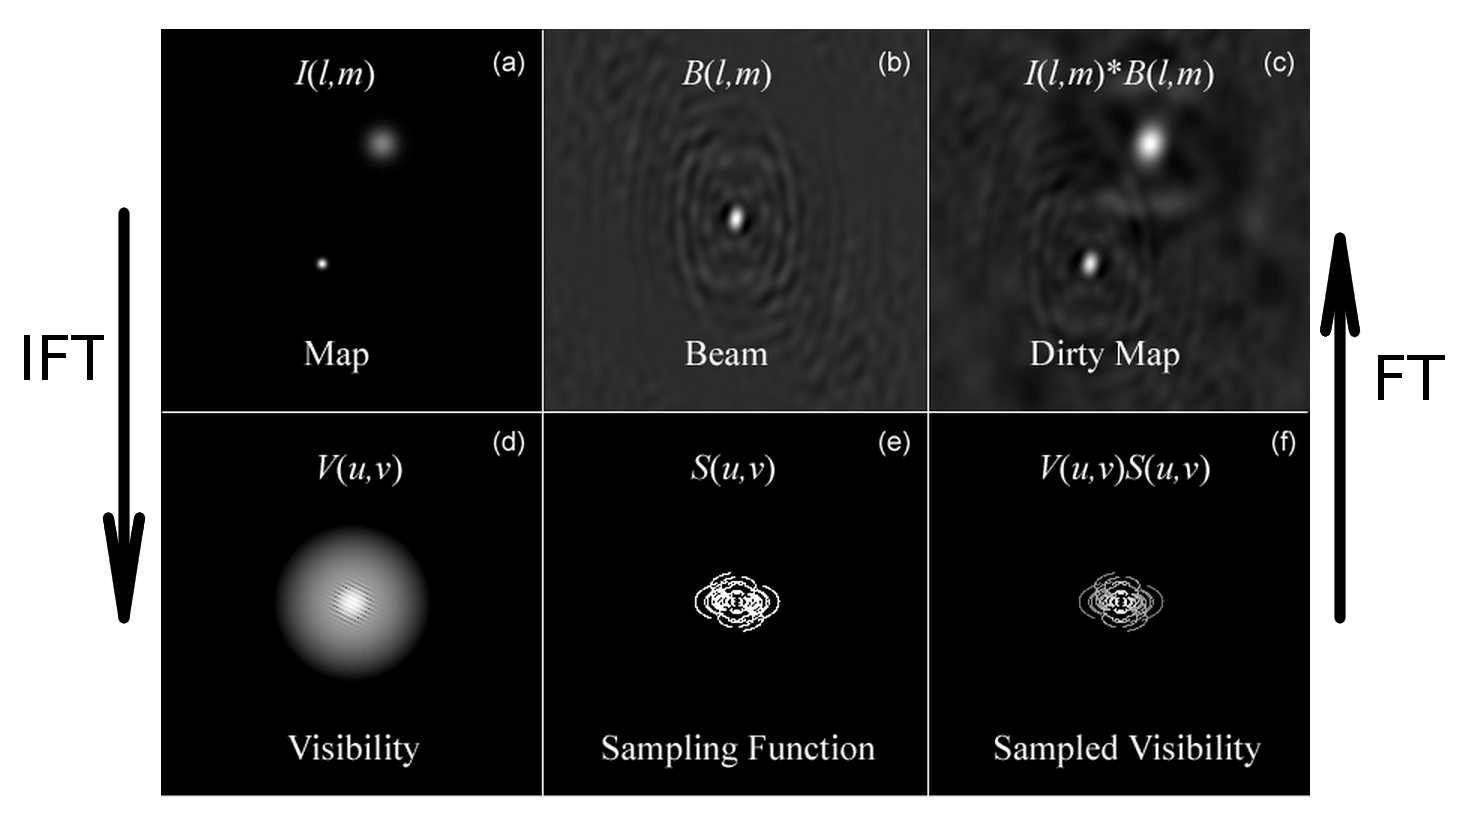 I(l,m) (a)
B(l,m) (b)
I(l,m)*B(l,m) (c)
Map
Beam
Dirty Map
IFT
FT
V(u,v) (d)
S(u,v) (e)
V(u,v)S(u,v) (f)
Visibility
Sampling Function
Sampled Visibility